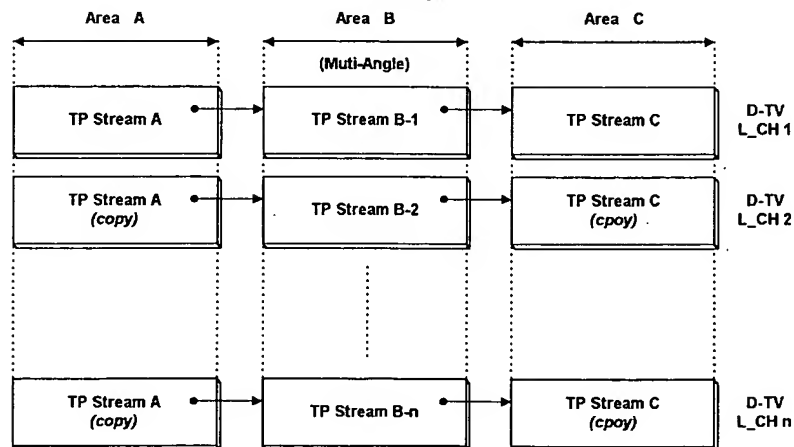 Area A
Area B
Area C
(Muti-Angle)
TP Stream A
TP Stream B-1
TP Stream C
D-TV
L_CH 1
TP Stream A
(copy)
TP Stream B-2
TP Stream C
(cpoy)
D-TV
L_CH 2
TP Stream A
(copy)
TP Stream B-n
TP Stream C
(cpoy)
D-TV
L_CH n